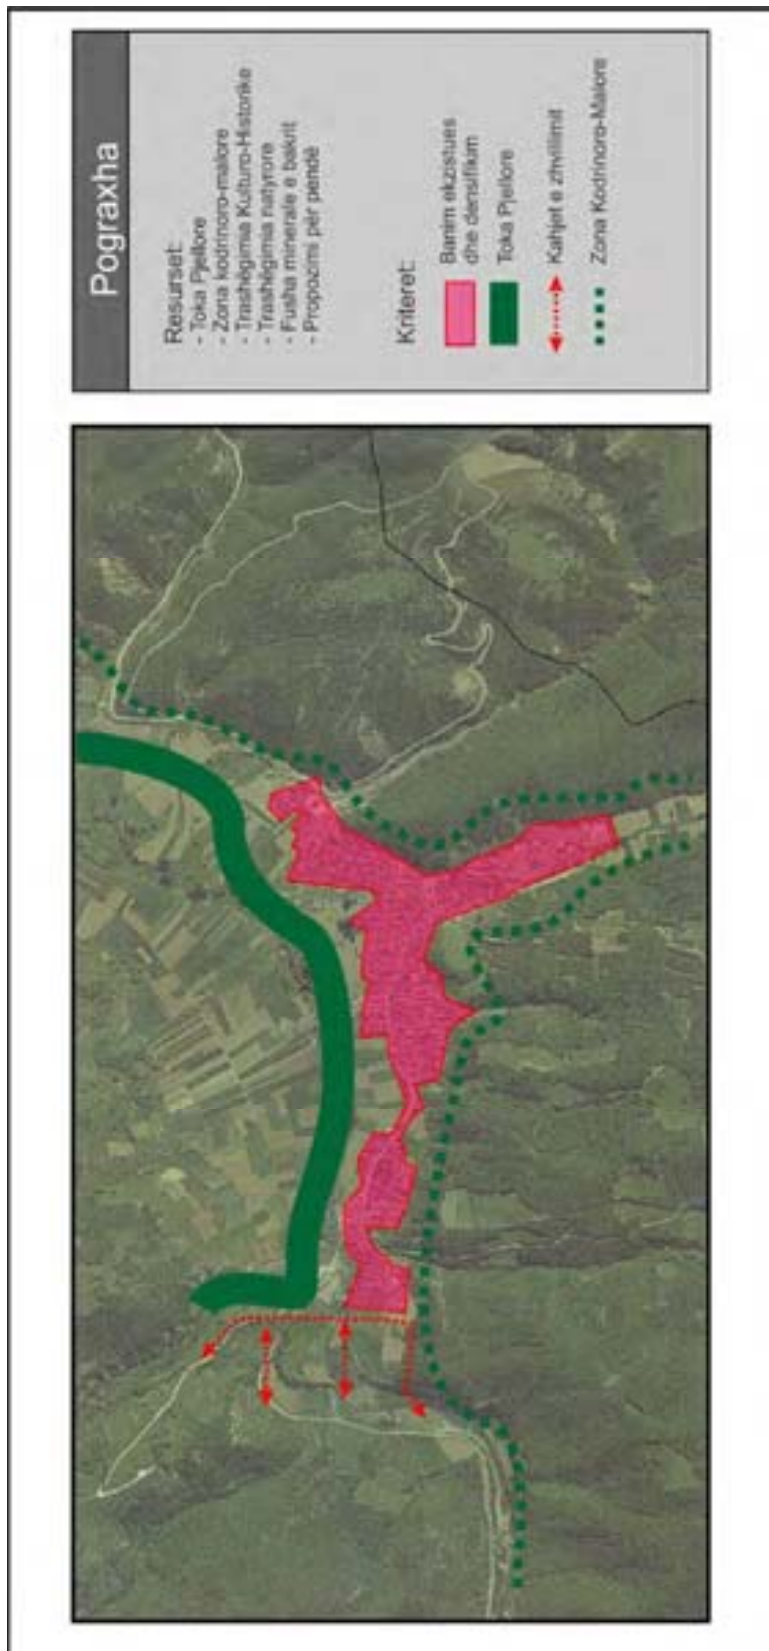 Pograxha
Resurset:
- Toka Pjellore
- Zona kodrinoro-malore
- Trashëgimia Kulturo-Historike
- Trashëgimia natyrore
- Fusha minerale e bakrit
- Propozimi për pendë
Kriteret:
Banim ekzistues
dhe densifikim
Toka Pjellore
Kahjet e zhvillimit
Zona Kodrinoro-Malore